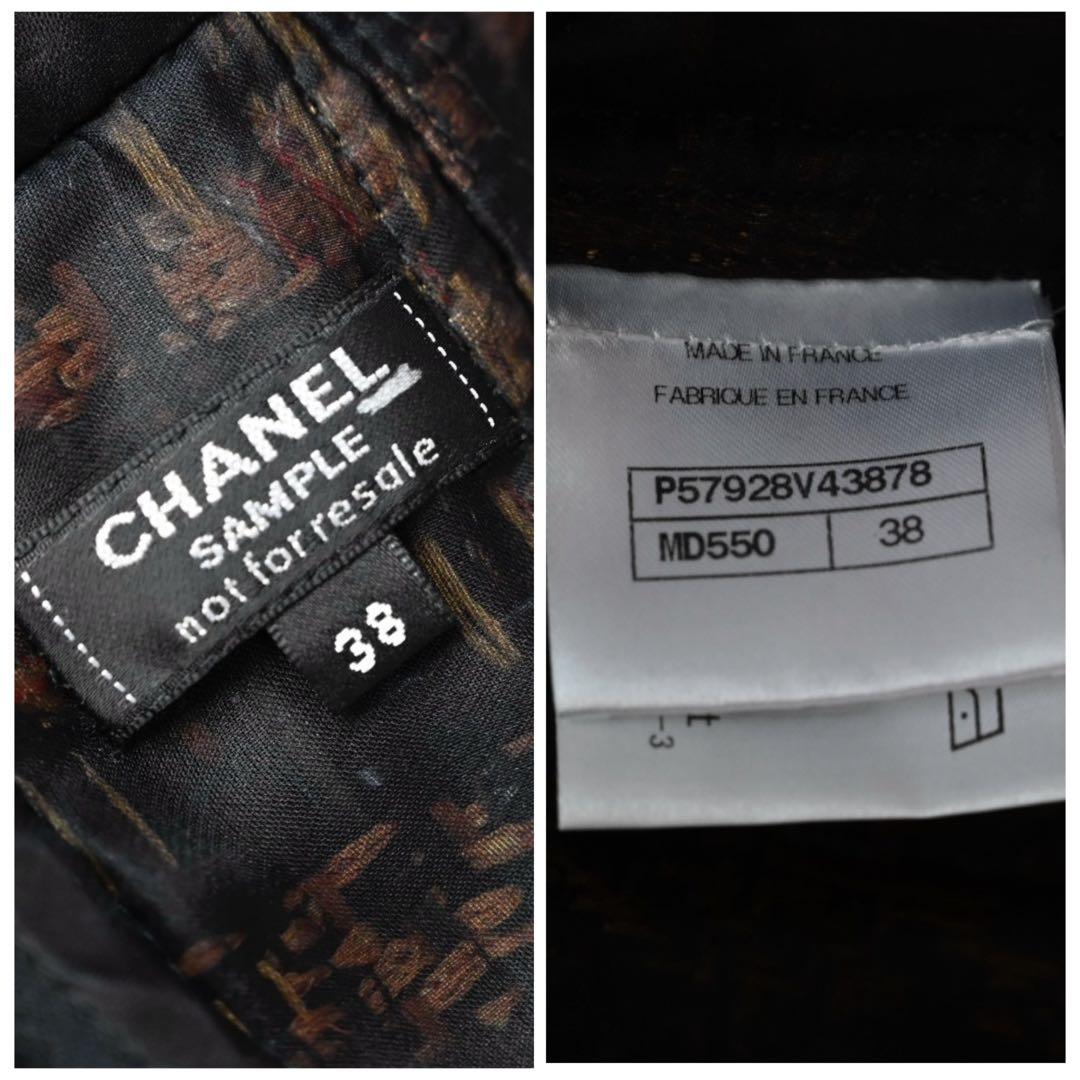 CHANEL
SAMPLE
not for resale
38
MADE IN FRANCE
FABRIQUE EN FRANCE
P57928V43878
MD550 38